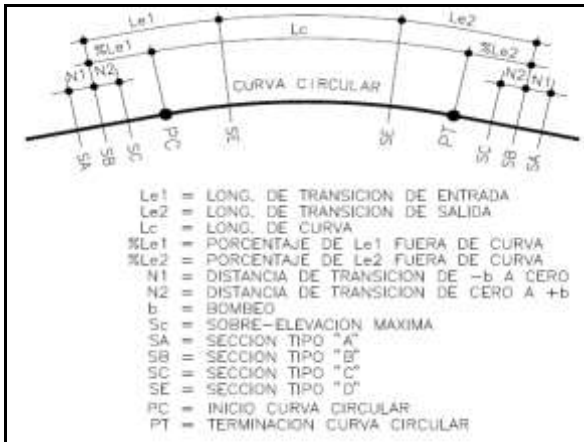 Le1 Le2
%Le1 Lc %Le2
N1 N2 N2 N1
CURVA CIRCULAR
SA SB SC PC SE SE PT SC SB SA
Le1 = LONG. DE TRANSICION DE ENTRADA
Le2 = LONG. DE TRANSICION DE SALIDA
Lc = LONG. DE CURVA
%Le1 = PORCENTAJE DE Le1 FUERA DE CURVA
%Le2 = PORCENTAJE DE Le2 FUERA DE CURVA
N1 = DISTANCIA DE TRANSICION DE -b A CERO
N2 = DISTANCIA DE TRANSICION DE CERO A +b
b = BOMBEO
Sc = SOBRE-ELEVACION MAXIMA
SA = SECCION TIPO "A"
SB = SECCION TIPO "B"
SC = SECCION TIPO "C"
SE = SECCION TIPO "D"
PC = INICIO CURVA CIRCULAR
PT = TERMINACION CURVA CIRCULAR